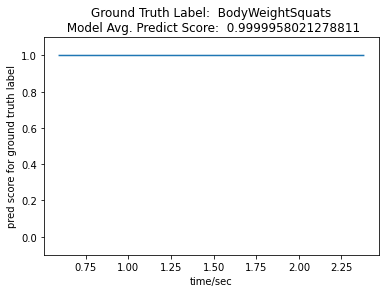 Ground Truth Label:  BodyWeightSquats
Model Avg. Predict Score:  0.9999958021278811
pred score for ground truth label
1.0
0.8
0.6
0.4
0.2
0.0
0.75 1.00 1.25 1.50 1.75 2.00 2.25
time/sec